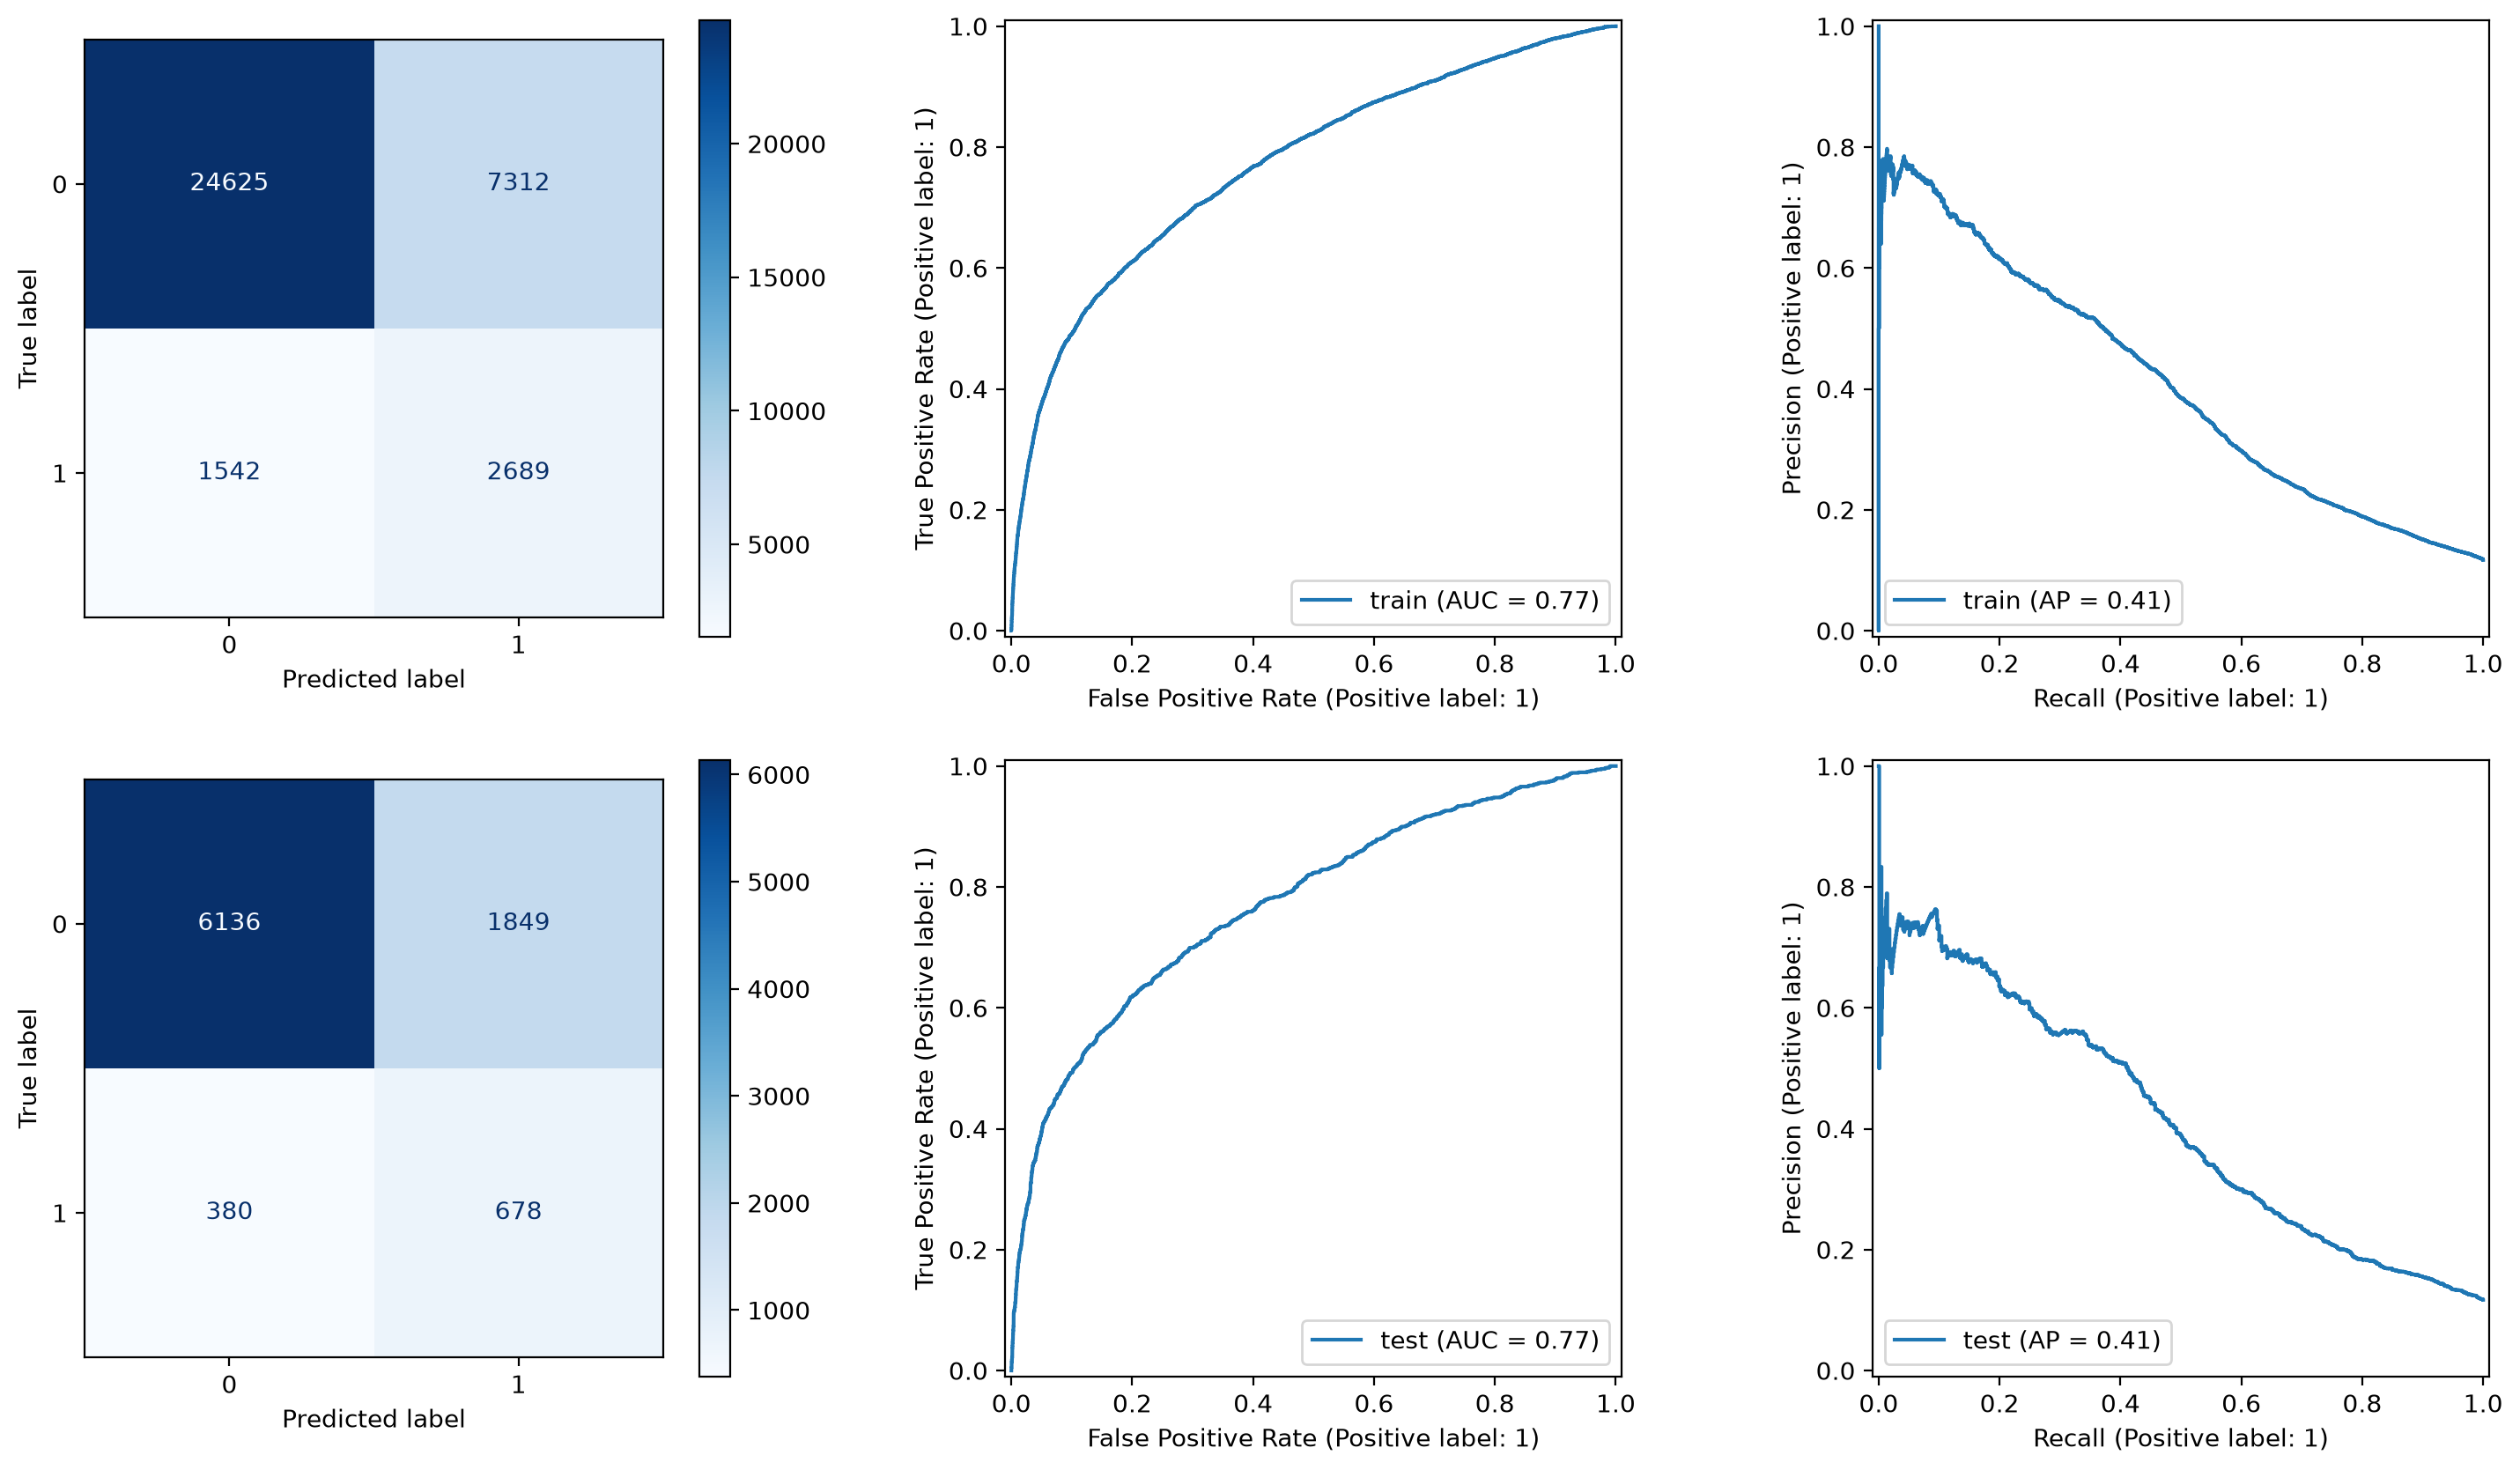 True label
0
1
24625
7312
1542
2689
0
1
Predicted label
20000
15000
10000
5000
True Positive Rate (Positive label: 1)
1.0
0.8
0.6
0.4
0.2
0.0
train (AUC = 0.77)
0.0 0.2 0.4 0.6 0.8 1.0
False Positive Rate (Positive label: 1)
Precision (Positive label: 1)
1.0
0.8
0.6
0.4
0.2
0.0
train (AP = 0.41)
0.0 0.2 0.4 0.6 0.8 1.0
Recall (Positive label: 1)
True label
0
1
6136
1849
380
678
0
1
Predicted label
6000
5000
4000
3000
2000
1000
True Positive Rate (Positive label: 1)
1.0
0.8
0.6
0.4
0.2
0.0
test (AUC = 0.77)
0.0 0.2 0.4 0.6 0.8 1.0
False Positive Rate (Positive label: 1)
Precision (Positive label: 1)
1.0
0.8
0.6
0.4
0.2
0.0
test (AP = 0.41)
0.0 0.2 0.4 0.6 0.8 1.0
Recall (Positive label: 1)